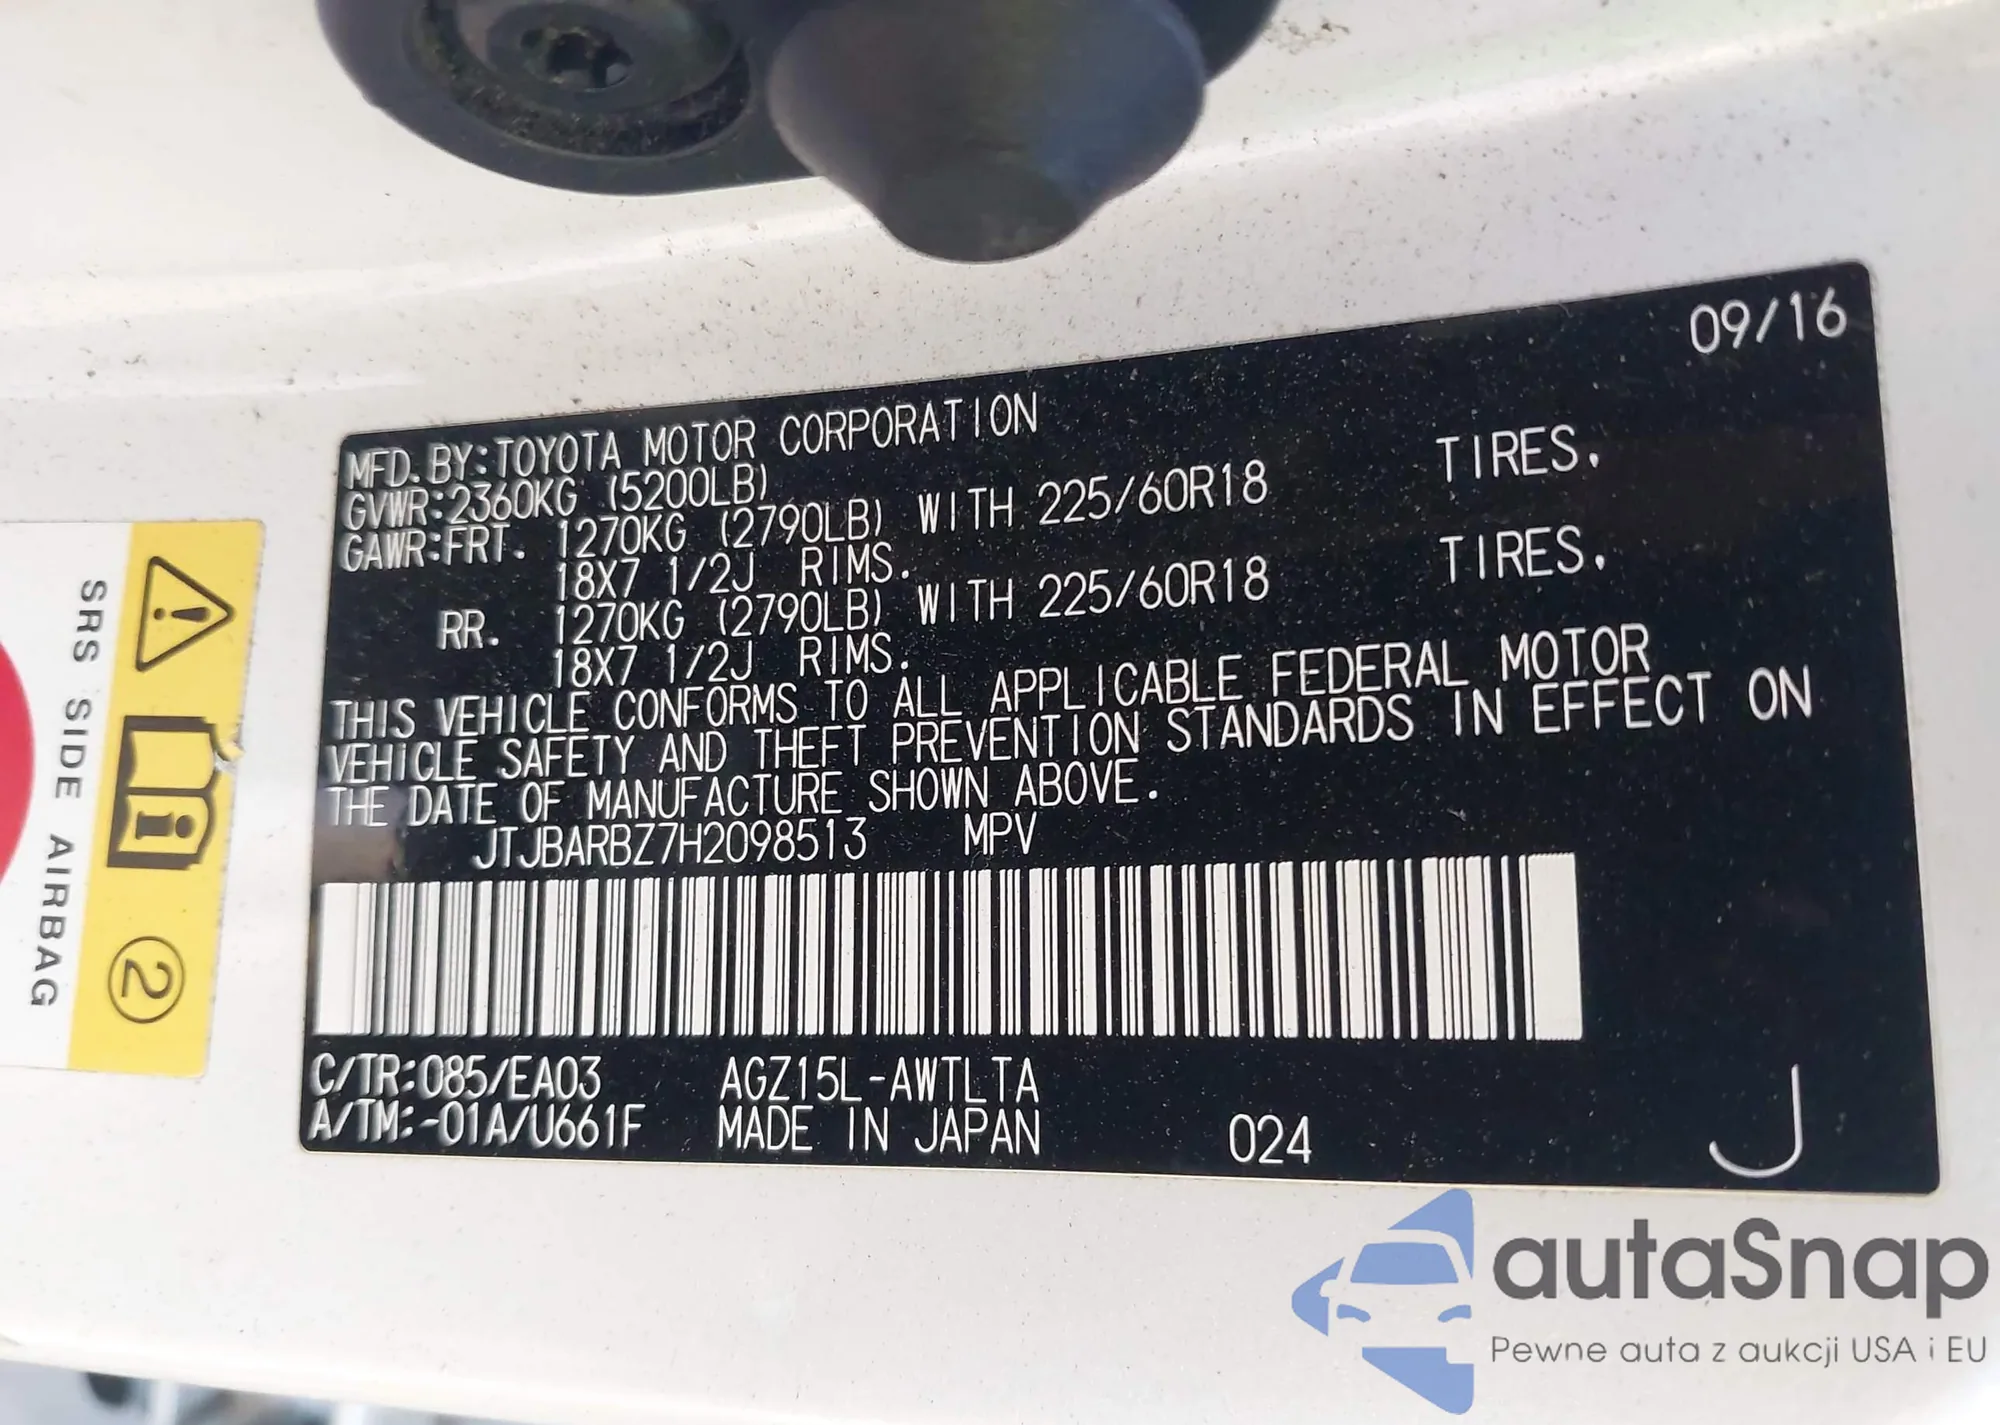 09/16
MFD.BY:TOYOTA MOTOR CORPORATION
GVWR:2360KG (5200LB)
GAWR:FRT. 1270KG (2790LB) WITH 225/60R18 TIRES.
18X7 1/2J RIMS.
RR. 1270KG (2790LB) WITH 225/60R18 TIRES.
18X7 1/2J RIMS.
THIS VEHICLE CONFORMS TO ALL APPLICABLE FEDERAL MOTOR
VEHICLE SAFETY AND THEFT PREVENTION STANDARDS IN EFFECT ON
THE DATE OF MANUFACTURE SHOWN ABOVE.
JTJBARBZ7H2098513 MPV
C/TR:085/EA03 AGZ15L-AWTLTA
A/TM:-01A/U661F MADE IN JAPAN 024 J
SRS SIDE AIRBAG
2
autaSnap
Pewne auta z aukcji USA i EU